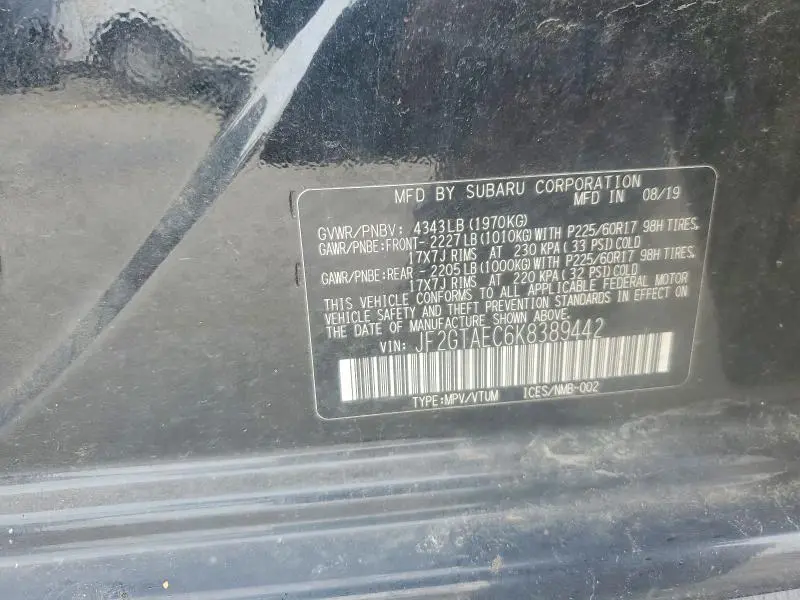 MFD BY SUBARU CORPORATION
MFD IN 08/19
GVWR/PNBV: 4343LB (1970KG)
GAWR/PNBE:FRONT- 2227LB (1010KG) WITH P225/60R17 98H TIRES,
17X7J RIMS AT 230 KPA ( 33 PSI) COLD
GAWR/PNBE:REAR - 2205LB (1000KG) WITH P225/60R17 98H TIRES,
17X7J RIMS AT 220 KPA ( 32 PSI) COLD
THIS VEHICLE CONFORMS TO ALL APPLICABLE FEDERAL MOTOR
VEHICLE SAFETY AND THEFT PREVENTION STANDARDS IN EFFECT ON
THE DATE OF MANUFACTURE SHOWN ABOVE.
VIN: JF2GTAEC6K8389442
TYPE:MPV/VTUM ICES/NMB-002